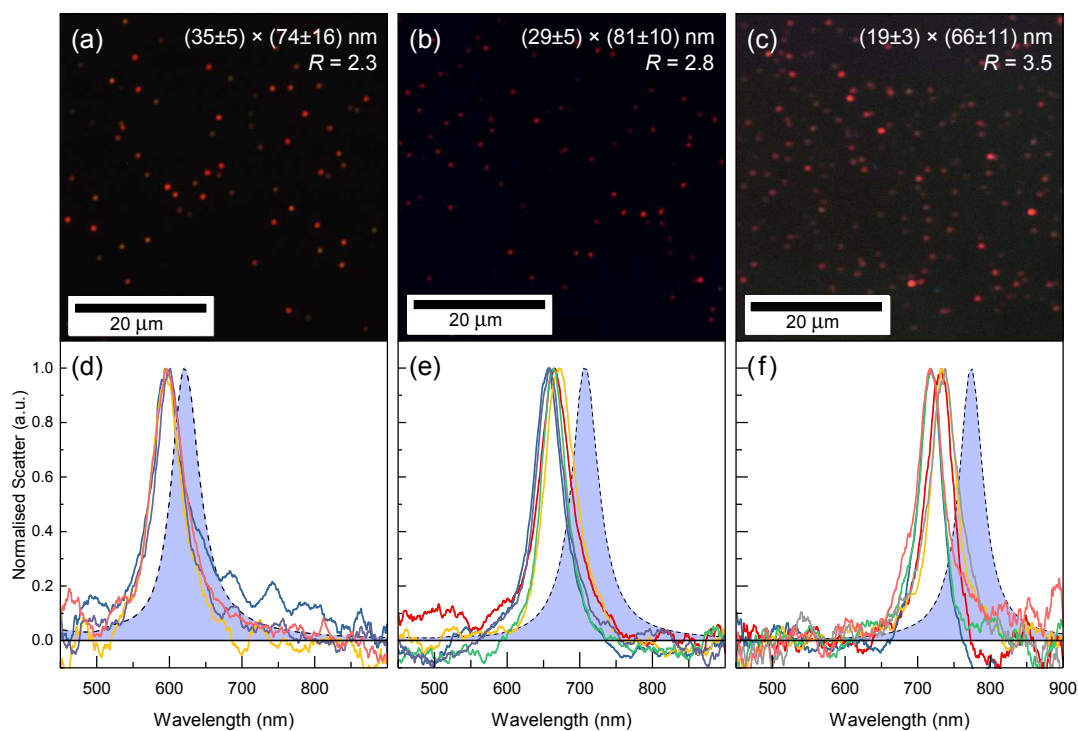 (a)
(35±5) × (74±16) nm
R = 2.3
20 μm
(b)
(29±5) × (81±10) nm
R = 2.8
20 μm
(c)
(19±3) × (66±11) nm
R = 3.5
20 μm
Normalised Scatter (a.u.)
1.0
0.8
0.6
0.4
0.2
0.0
(d)
500 600 700 800
Wavelength (nm)
(e)
500 600 700 800
Wavelength (nm)
(f)
500 600 700 800 900
Wavelength (nm)